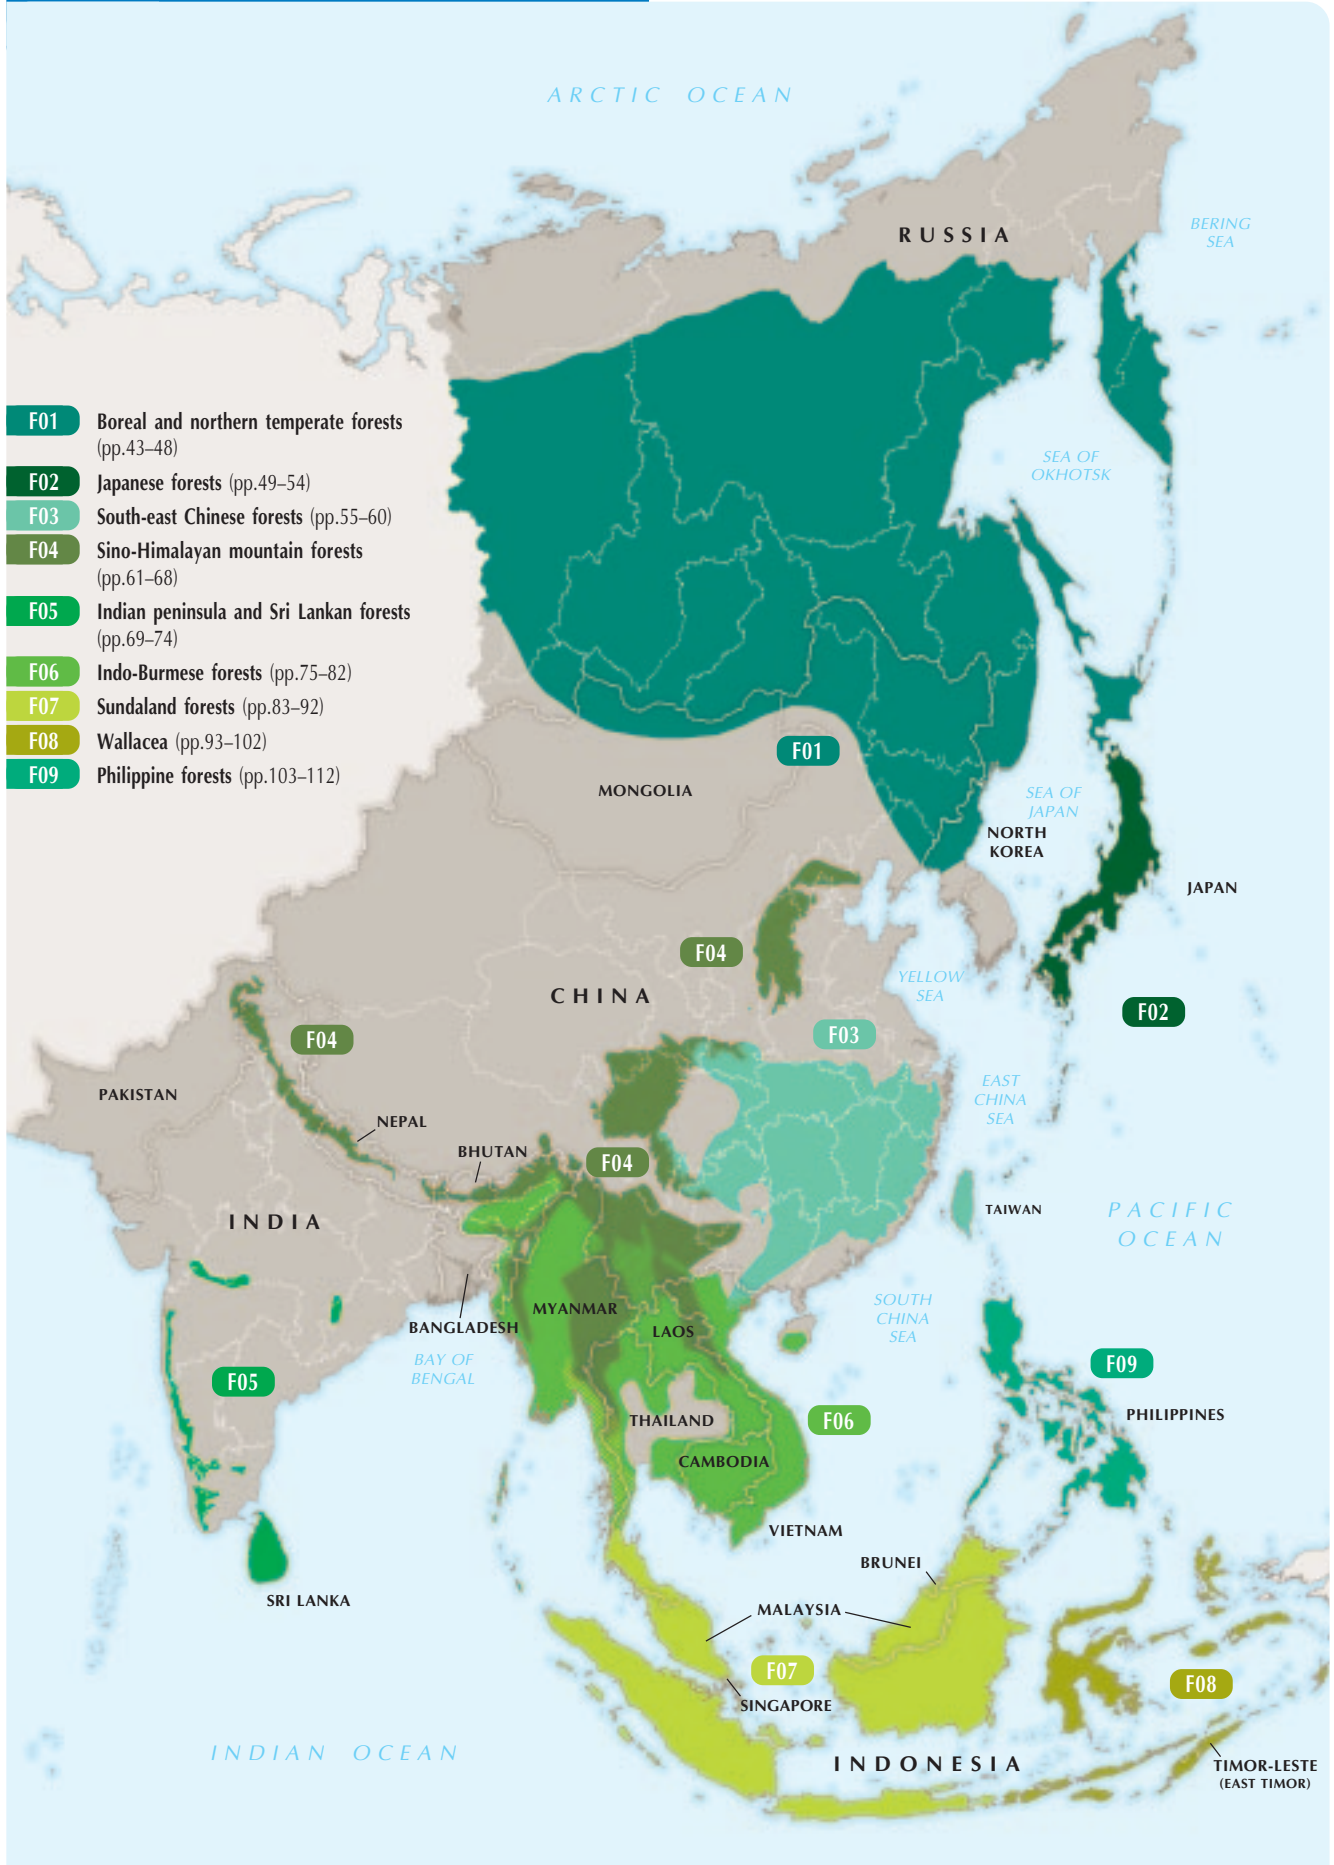 ARCTIC OCEAN
RUSSIA
BERING
SEA
F01 Boreal and northern temperate forests
(pp.43–48)
F02 Japanese forests (pp.49–54)
F03 South-east Chinese forests (pp.55–60)
F04 Sino-Himalayan mountain forests
(pp.61–68)
F05 Indian peninsula and Sri Lankan forests
(pp.69–74)
F06 Indo-Burmese forests (pp.75–82)
F07 Sundaland forests (pp.83–92)
F08 Wallacea (pp.93–102)
F09 Philippine forests (pp.103–112)
SEA OF
OKHOTSK
F01
MONGOLIA
SEA OF
JAPAN
NORTH
KOREA
JAPAN
F04
CHINA
YELLOW
SEA
F02
F03
F04
PAKISTAN
EAST
CHINA
SEA
NEPAL
BHUTAN
F04
INDIA
TAIWAN
PACIFIC
OCEAN
MYANMAR
BANGLADESH
LAOS
SOUTH
CHINA
SEA
BAY OF
BENGAL
F05
F09
THAILAND
F06
PHILIPPINES
CAMBODIA
VIETNAM
BRUNEI
SRI LANKA
MALAYSIA
F07
F08
SINGAPORE
INDIAN OCEAN
INDONESIA
TIMOR-LESTE
(EAST TIMOR)